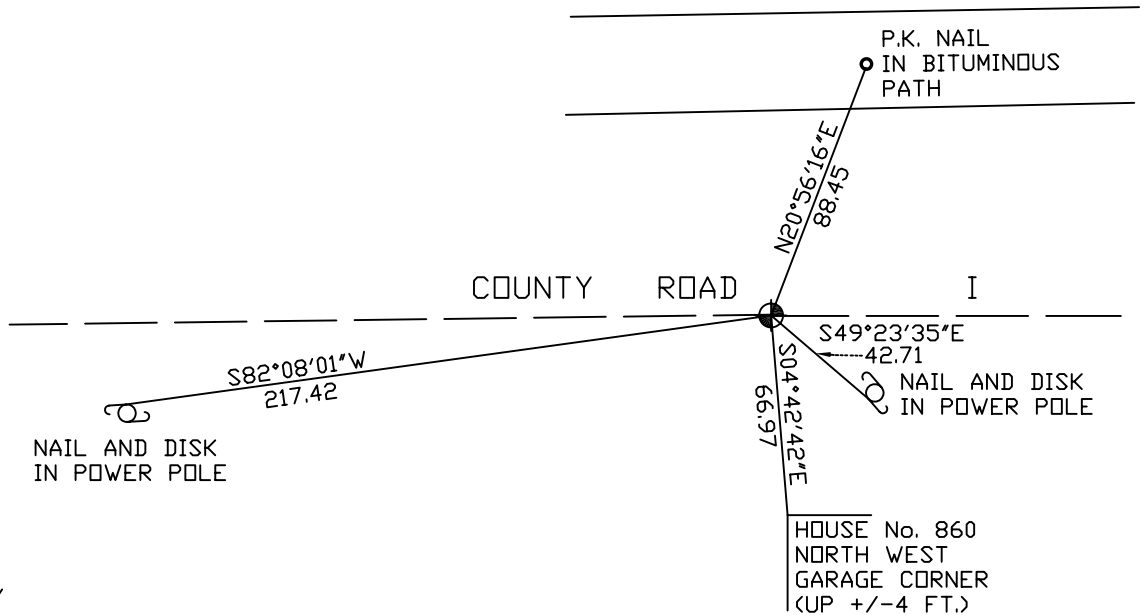 P.K. NAIL
IN BITUMINOUS
PATH
N20°56'16"E
88.45
COUNTY ROAD I
S82°08'01"W
217.42
S49°23'35"E
42.71
NAIL AND DISK
IN POWER POLE
S04°42'42"E
66.97
NAIL AND DISK
IN POWER POLE
HOUSE No. 860
NORTH WEST
GARAGE CORNER
(UP +/-4 FT.)